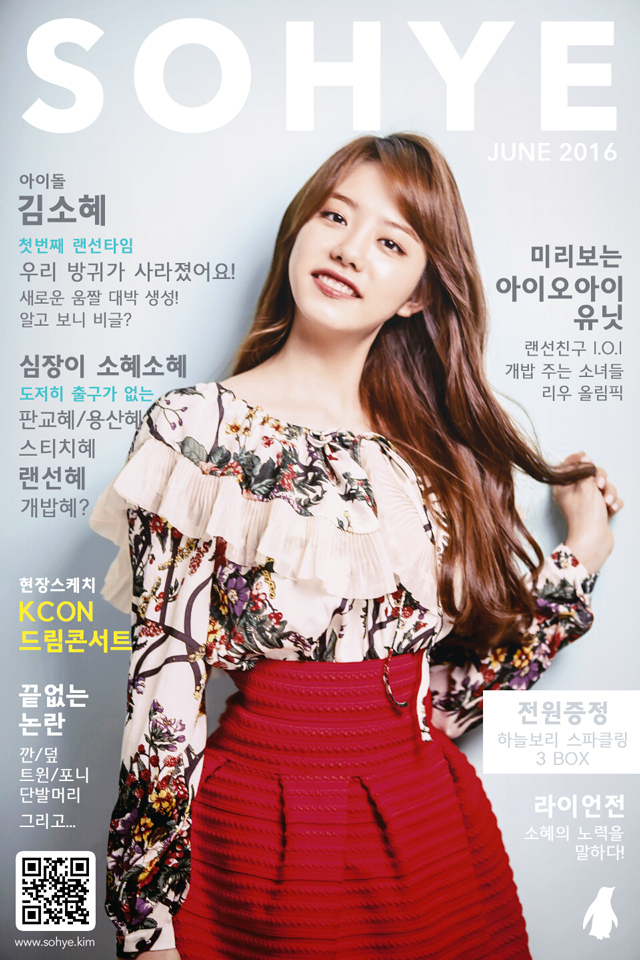 SOHYE
JUNE 2016
아이돌
김소혜
첫번째 랜선타임
우리 방귀가 사라졌어요!
새로운 움짤 대박 생성!
알고 보니 비글?
심장이 소혜소혜
도저히 출구가 없는
판교혜/용산혜
스티치혜
랜선혜
개밥혜?
현장스케치
KCON
드림콘서트
끝없는
논란
깐/덮
트윈/포니
단발머리
그리고...
www.sohye.kim
미리보는
아이오아이
유닛
랜선친구 I.O.I
개밥 주는 소녀들
리우 올림픽
전원증정
하늘보리 스파클링
3 BOX
라이언전
소혜의 노력을
말하다!